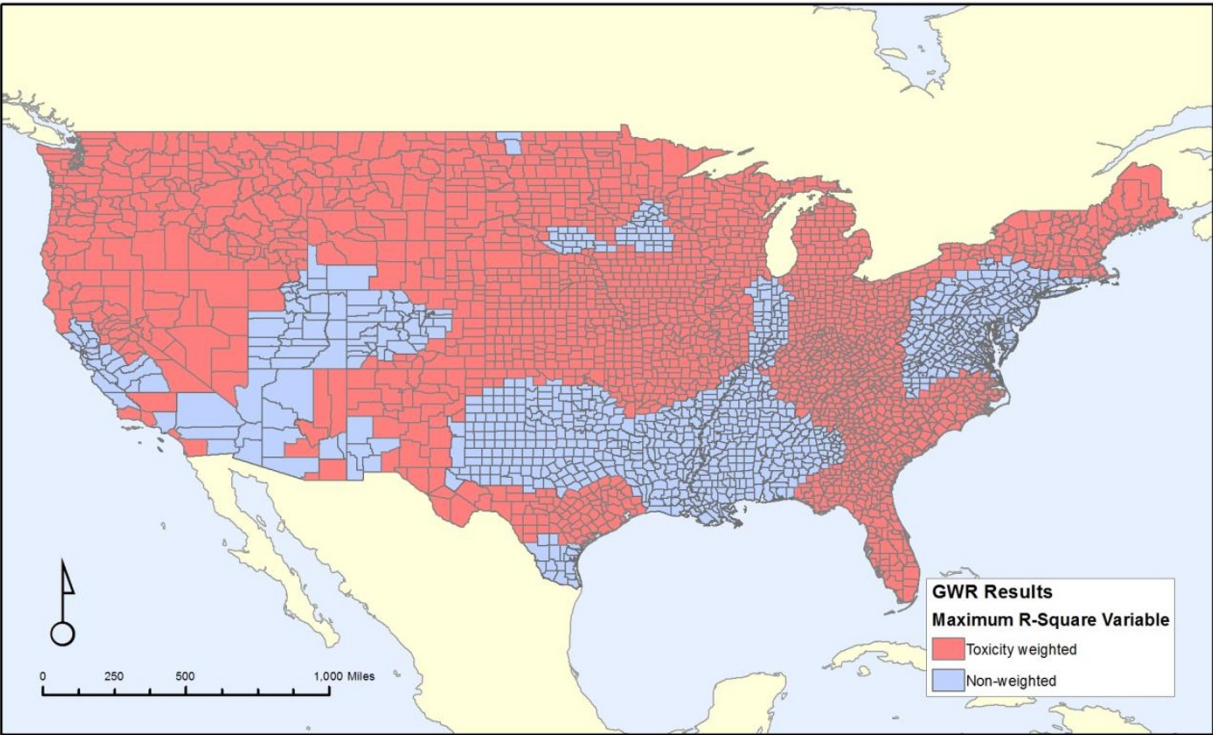 GWR Results
Maximum R-Square Variable
Toxicity weighted
Non-weighted
0 250 500 1,000 Miles